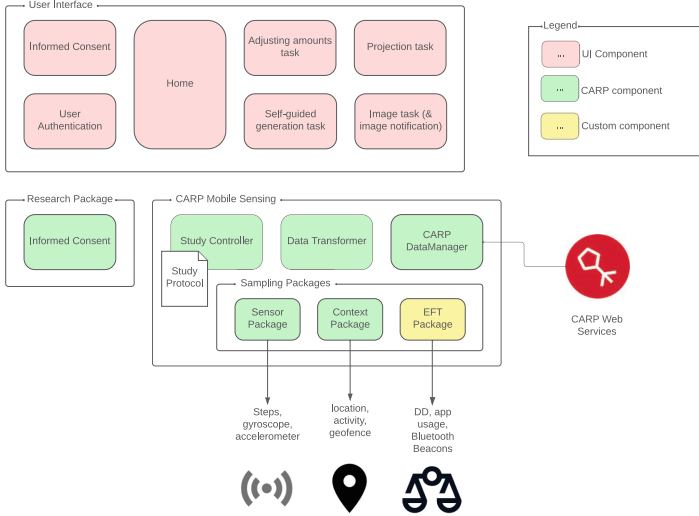 User Interface
Informed Consent
Home
Adjusting amounts
task
Projection task
User
Authentication
Self-guided
generation task
Image task (&
image notification)
Legend
...
UI Component
...
CARP component
...
Custom component
Research Package
Informed Consent
CARP Mobile Sensing
Study Controller
Data Transformer
CARP
DataManager
Study
Protocol
Sampling Packages
Sensor
Package
Context
Package
EFT
Package
CARP Web
Services
Steps,
gyroscope,
accelerometer
location,
activity,
geofence
DD, app
usage,
Bluetooth
Beacons